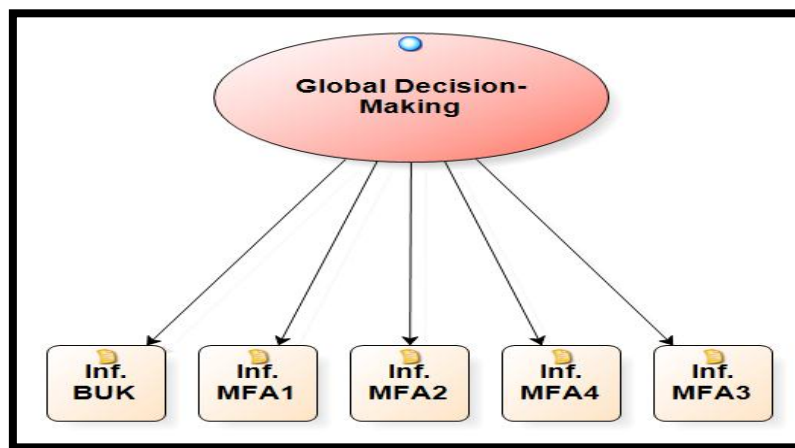 Global Decision-
Making
Inf.
BUK
Inf.
MFA1
Inf.
MFA2
Inf.
MFA4
Inf.
MFA3